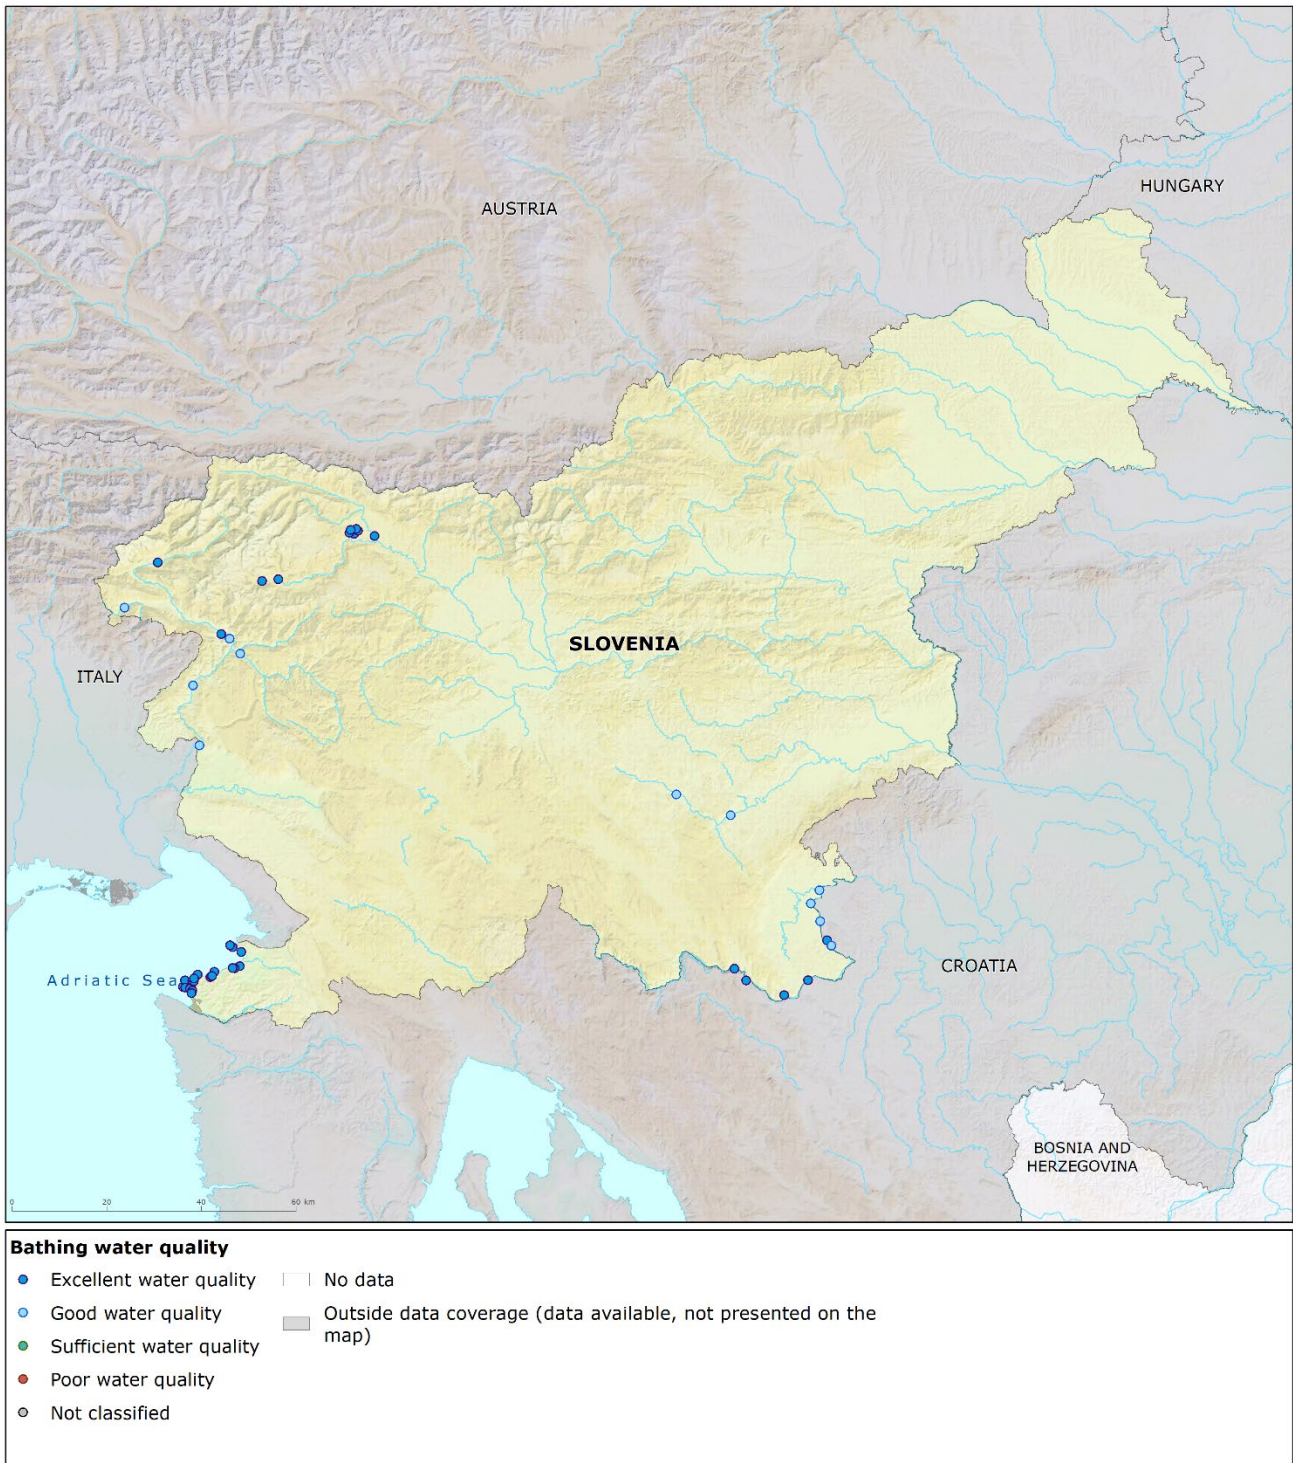 HUNGARY
AUSTRIA
SLOVENIA
ITALY
Adriatic Sea
CROATIA
BOSNIA AND
HERZEGOVINA
0 20 40 60 km
Bathing water quality
Excellent water quality
Good water quality
Sufficient water quality
Poor water quality
Not classified
No data
Outside data coverage (data available, not presented on the
map)